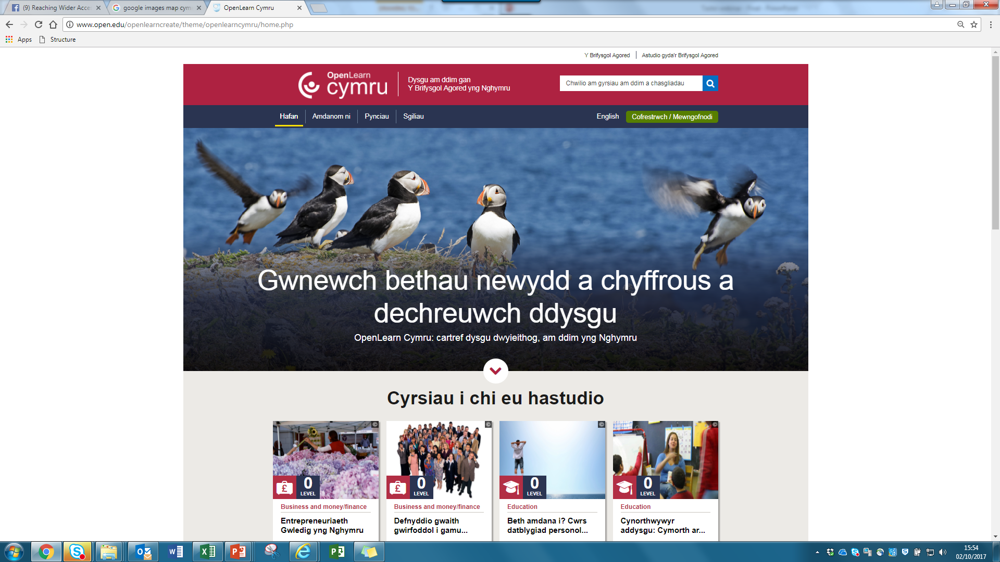 (9) Reaching Wider Acce
google images map cym
OpenLearn Cymru
www.open.edu/openlearncreate/theme/openlearncymru/home.php
Apps
Structure
Y Brifysgol Agored
Astudio gyda'r Brifysgol Agored
OpenLearn
cymru
Dysgu am ddim gan
Y Brifysgol Agored yng Nghymru
Chwilio am gyrsiau am ddim a chasgliadau
Hafan
Amdanom ni
Pynciau
Sgiliau
English
Cofrestrwch / Mewngofnodi
Gwnewch bethau newydd a chyffrous a
dechreuwch ddysgu
OpenLearn Cymru: cartref dysgu dwyieithog, am ddim yng Nghymru
Cyrsiau i chi eu hastudio
0
LEVEL
Business and money/finance
Entrepreneuriaeth
Gwledig yng Nghymru
0
LEVEL
Business and money/finance
Defnyddio gwaith
gwirfoddol i gamu...
0
LEVEL
Education
Beth amdana i? Cwrs
datblygiad personol...
0
LEVEL
Education
Cynorthwywyr
addysgu: Cymorth ar...
15:54
02/10/2017